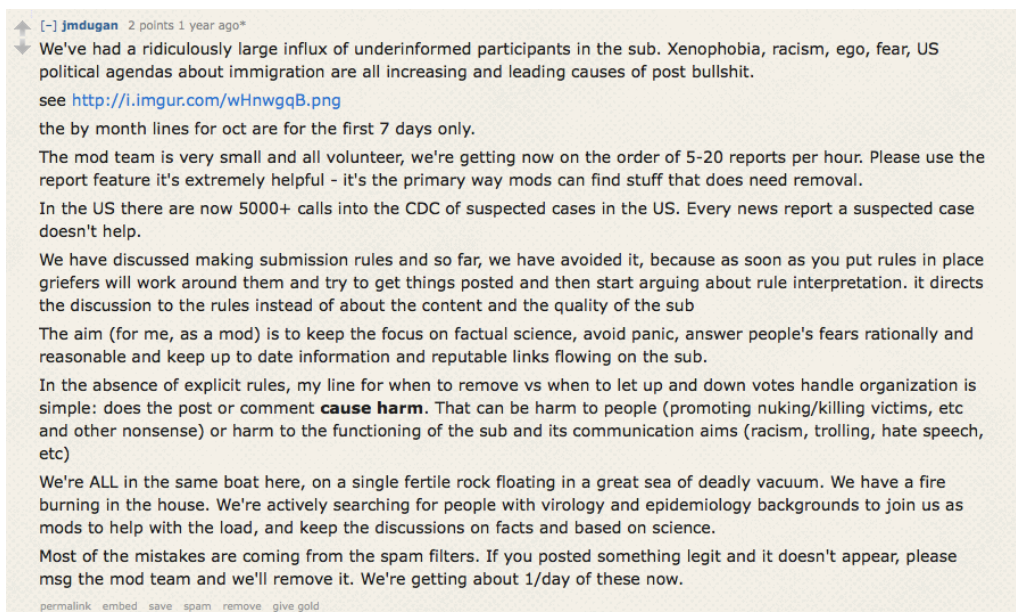 [-] jmdugan 2 points 1 year ago*
We've had a ridiculously large influx of underinformed participants in the sub. Xenophobia, racism, ego, fear, US
political agendas about immigration are all increasing and leading causes of post bullshit.
see http://i.imgur.com/wHnwgqB.png
the by month lines for oct are for the first 7 days only.
The mod team is very small and all volunteer, we're getting now on the order of 5-20 reports per hour. Please use the
report feature it's extremely helpful - it's the primary way mods can find stuff that does need removal.
In the US there are now 5000+ calls into the CDC of suspected cases in the US. Every news report a suspected case
doesn't help.
We have discussed making submission rules and so far, we have avoided it, because as soon as you put rules in place
griefers will work around them and try to get things posted and then start arguing about rule interpretation. it directs
the discussion to the rules instead of about the content and the quality of the sub
The aim (for me, as a mod) is to keep the focus on factual science, avoid panic, answer people's fears rationally and
reasonable and keep up to date information and reputable links flowing on the sub.
In the absence of explicit rules, my line for when to remove vs when to let up and down votes handle organization is
simple: does the post or comment cause harm. That can be harm to people (promoting nuking/killing victims, etc
and other nonsense) or harm to the functioning of the sub and its communication aims (racism, trolling, hate speech,
etc)
We're ALL in the same boat here, on a single fertile rock floating in a great sea of deadly vacuum. We have a fire
burning in the house. We're actively searching for people with virology and epidemiology backgrounds to join us as
mods to help with the load, and keep the discussions on facts and based on science.
Most of the mistakes are coming from the spam filters. If you posted something legit and it doesn't appear, please
msg the mod team and we'll remove it. We're getting about 1/day of these now.
permalink embed save spam remove give gold